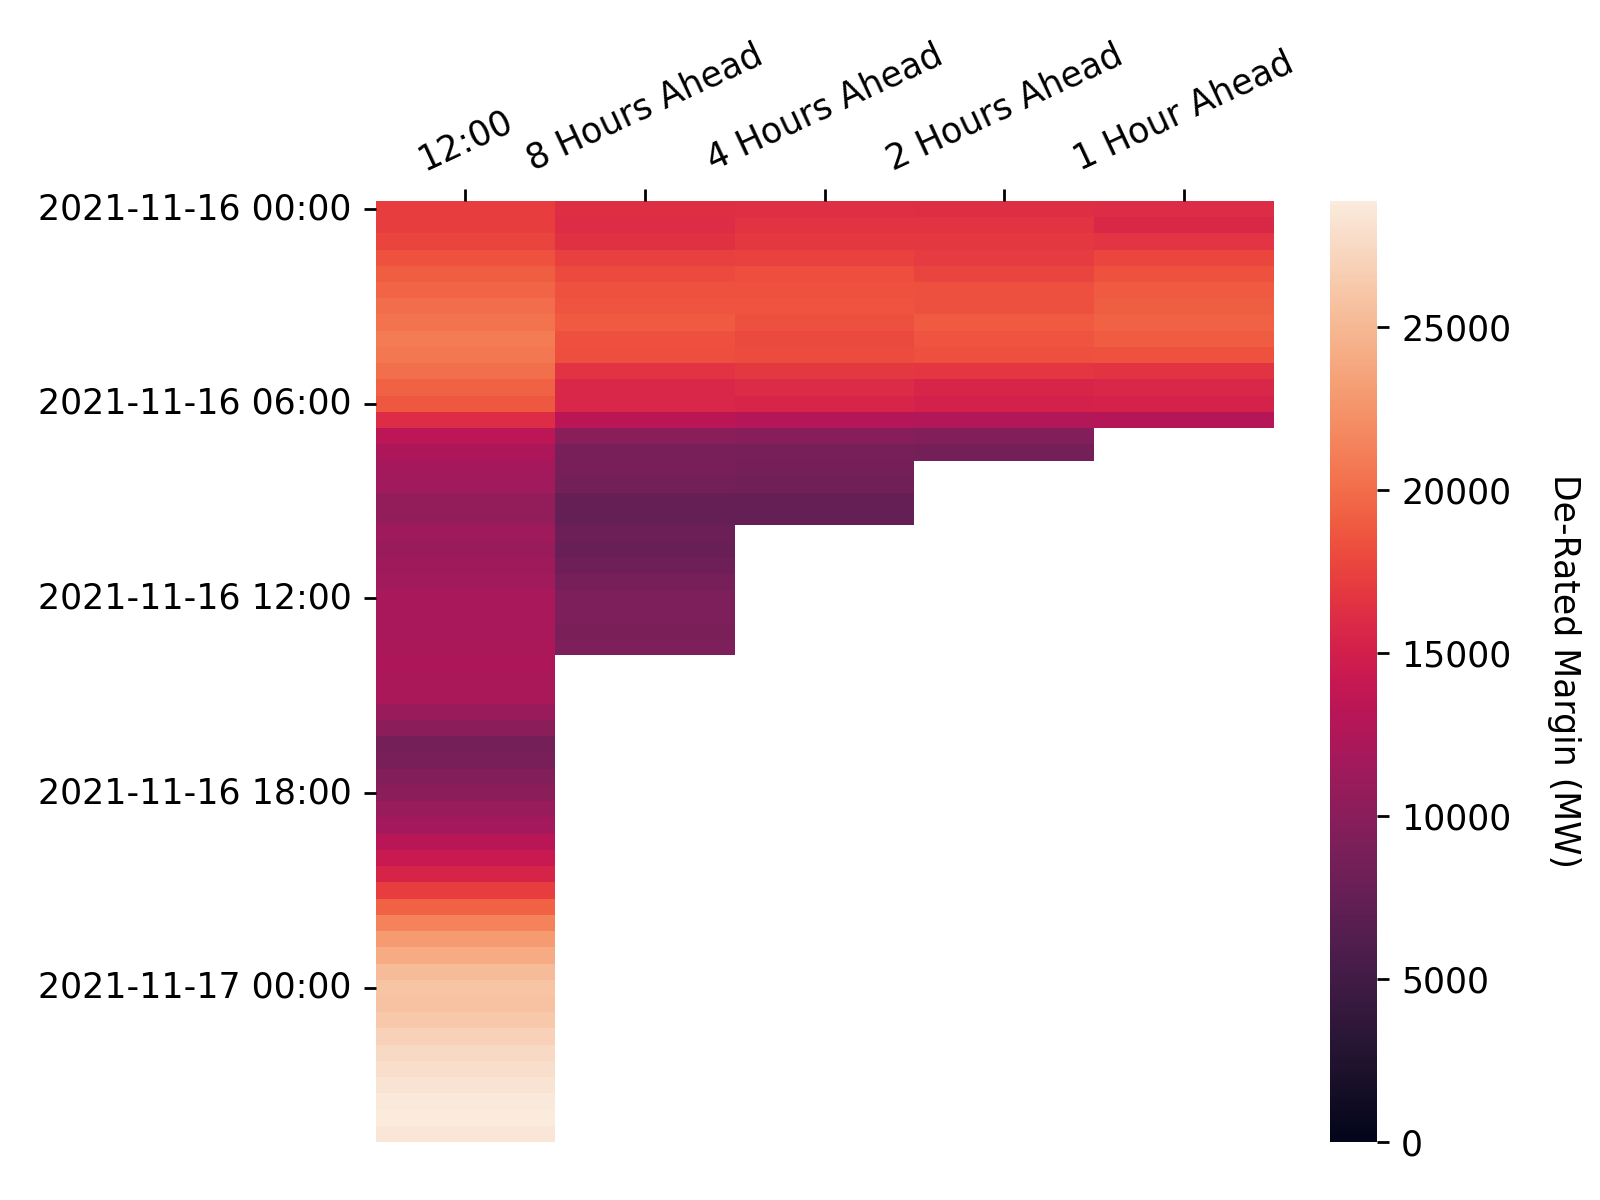 12:00
8 Hours Ahead
4 Hours Ahead
2 Hours Ahead
1 Hour Ahead
2021-11-16 00:00
2021-11-16 06:00
2021-11-16 12:00
2021-11-16 18:00
2021-11-17 00:00
25000
20000
15000
10000
5000
0
De-Rated Margin (MW)